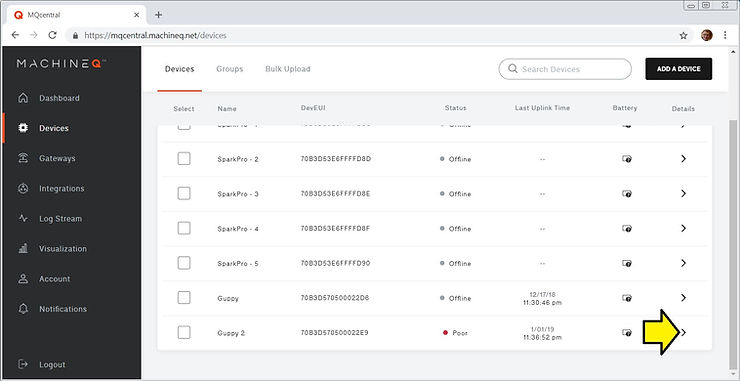 MQcentral
https://mqcentral.machineq.net/devices
MACHINEQ™
Devices Groups Bulk Upload Search Devices ADD A DEVICE
Select Name DevEUI Status Last Uplink Time Battery Details
Offline --
SparkPro - 2 70B3D53E6FFFFD8D Offline --
SparkPro - 3 70B3D53E6FFFFD8E Offline --
SparkPro - 4 70B3D53E6FFFFD8F Offline --
SparkPro - 5 70B3D53E6FFFFD90 Offline --
Guppy 70B3D570500022D6 Offline 12/17/18
11:30:46 pm
Guppy 2 70B3D570500022E9 Poor 1/01/19
11:36:52 pm
Dashboard
Devices
Gateways
Integrations
Log Stream
Visualization
Account
Notifications
Logout